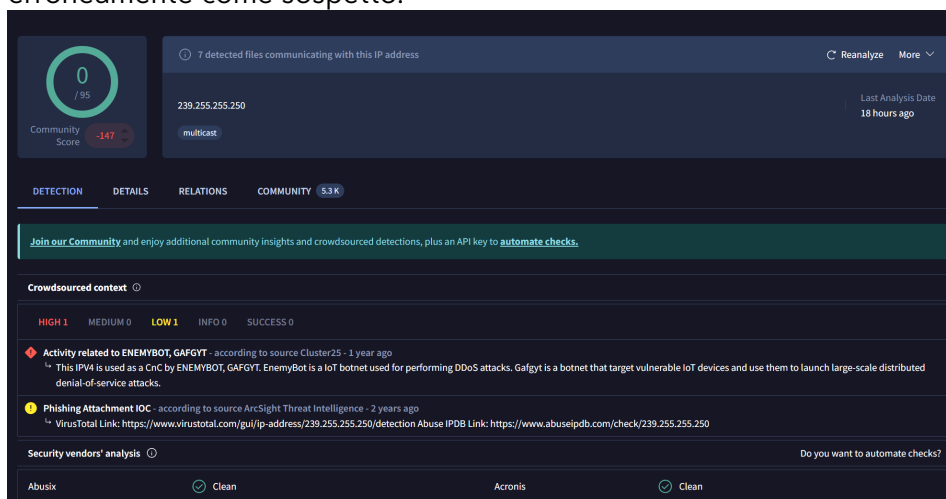 erroneamente come sospetto.
7 detected files communicating with this IP address
Reanalyze More
0
/ 95
239.255.255.250
Last Analysis Date
18 hours ago
multicast
Community
Score
-147
DETECTION DETAILS RELATIONS COMMUNITY 5.3 K
Join our Community and enjoy additional community insights and crowdsourced detections, plus an API key to automate checks.
Crowdsourced context
HIGH 1 MEDIUM 0 LOW 1 INFO 0 SUCCESS 0
Activity related to ENEMYBOT, GAFGYT - according to source Cluster25 - 1 year ago
This IPV4 is used as a CnC by ENEMYBOT, GAFGYT. EnemyBot is a IoT botnet used for performing DDoS attacks. Gafgyt is a botnet that target vulnerable IoT devices and use them to launch large-scale distributed
denial-of-service attacks.
Phishing Attachment IOC - according to source ArcSight Threat Intelligence - 2 years ago
VirusTotal Link: https://www.virustotal.com/gui/ip-address/239.255.255.250/detection Abuse IPDB Link: https://www.abuseipdb.com/check/239.255.255.250
Security vendors' analysis
Do you want to automate checks?
Abusix Clean Acronis Clean